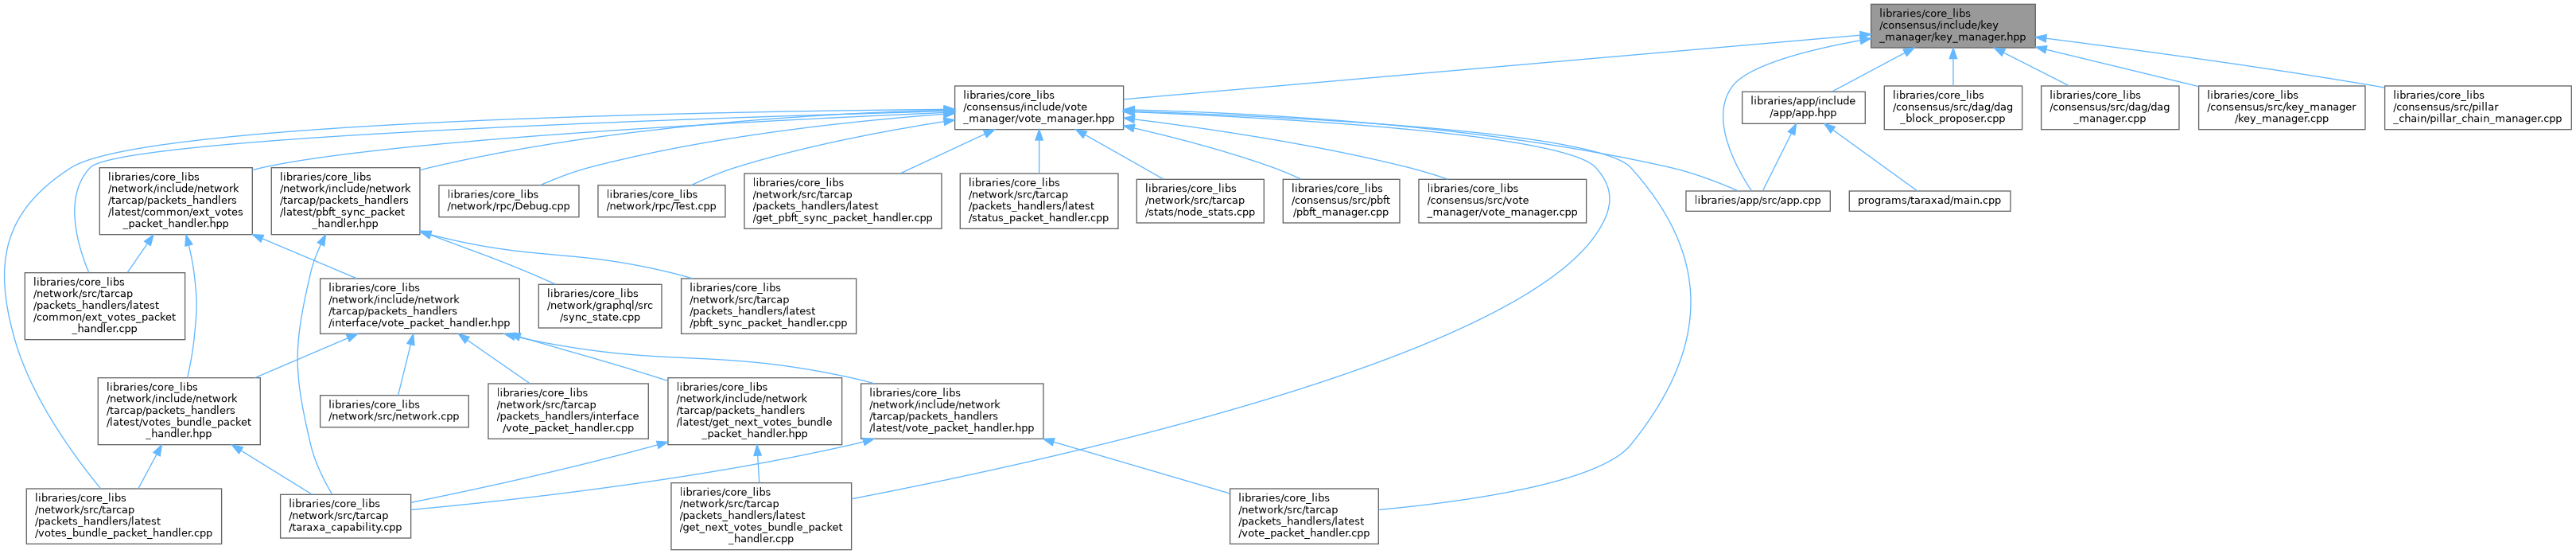 libraries/core_libs
/consensus/include/key
_manager/key_manager.hpp
libraries/core_libs
/consensus/include/vote
_manager/vote_manager.hpp
libraries/app/include
/app/app.hpp
libraries/core_libs
/consensus/src/dag/dag
_block_proposer.cpp
libraries/core_libs
/consensus/src/dag/dag
_manager.cpp
libraries/core_libs
/consensus/src/key_manager
/key_manager.cpp
libraries/core_libs
/consensus/src/pillar
_chain/pillar_chain_manager.cpp
libraries/core_libs
/network/include/network
/tarcap/packets_handlers
/latest/common/ext_votes
_packet_handler.hpp
libraries/core_libs
/network/include/network
/tarcap/packets_handlers
/latest/pbft_sync_packet
_handler.hpp
libraries/core_libs
/network/rpc/Debug.cpp
libraries/core_libs
/network/rpc/Test.cpp
libraries/core_libs
/network/src/tarcap
/packets_handlers/latest
/get_pbft_sync_packet_handler.cpp
libraries/core_libs
/network/src/tarcap
/packets_handlers/latest
/status_packet_handler.cpp
libraries/core_libs
/network/src/tarcap
/stats/node_stats.cpp
libraries/core_libs
/consensus/src/pbft
/pbft_manager.cpp
libraries/core_libs
/consensus/src/vote
_manager/vote_manager.cpp
libraries/app/src/app.cpp
programs/taraxad/main.cpp
libraries/core_libs
/network/src/tarcap
/packets_handlers/latest
/common/ext_votes_packet
_handler.cpp
libraries/core_libs
/network/include/network
/tarcap/packets_handlers
/interface/vote_packet_handler.hpp
libraries/core_libs
/network/graphql/src
/sync_state.cpp
libraries/core_libs
/network/src/tarcap
/packets_handlers/latest
/pbft_sync_packet_handler.cpp
libraries/core_libs
/network/include/network
/tarcap/packets_handlers
/latest/votes_bundle_packet
_handler.hpp
libraries/core_libs
/network/src/network.cpp
libraries/core_libs
/network/src/tarcap
/packets_handlers/interface
/vote_packet_handler.cpp
libraries/core_libs
/network/include/network
/tarcap/packets_handlers
/latest/get_next_votes_bundle
_packet_handler.hpp
libraries/core_libs
/network/include/network
/tarcap/packets_handlers
/latest/vote_packet_handler.hpp
libraries/core_libs
/network/src/tarcap
/packets_handlers/latest
/votes_bundle_packet_handler.cpp
libraries/core_libs
/network/src/tarcap
/taraxa_capability.cpp
libraries/core_libs
/network/src/tarcap
/packets_handlers/latest
/get_next_votes_bundle_packet
_handler.cpp
libraries/core_libs
/network/src/tarcap
/packets_handlers/latest
/vote_packet_handler.cpp